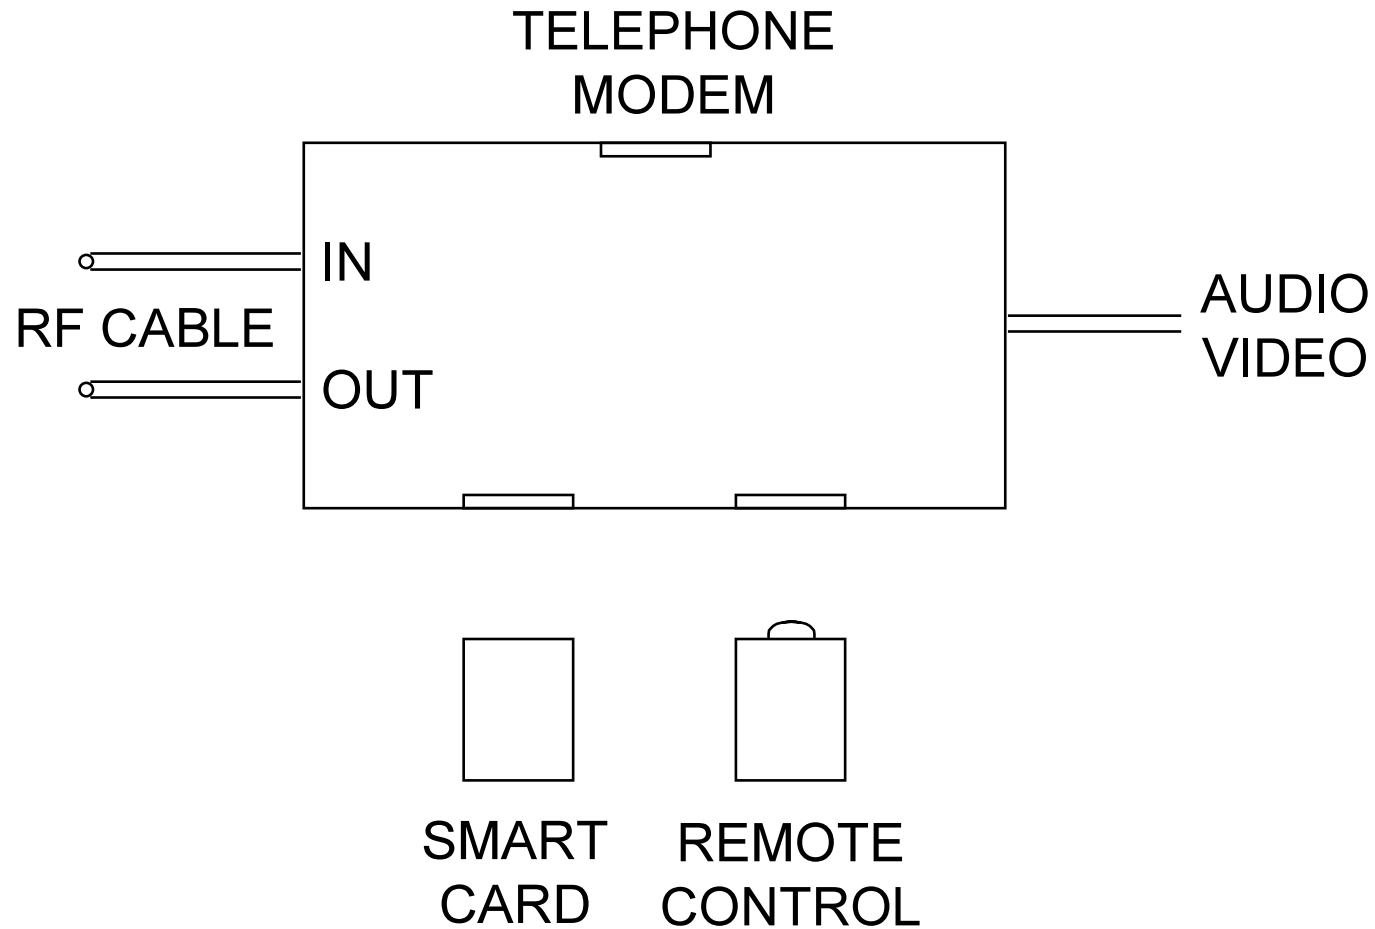 TELEPHONE
MODEM
IN
RF CABLE
OUT
AUDIO
VIDEO
SMART
CARD
REMOTE
CONTROL